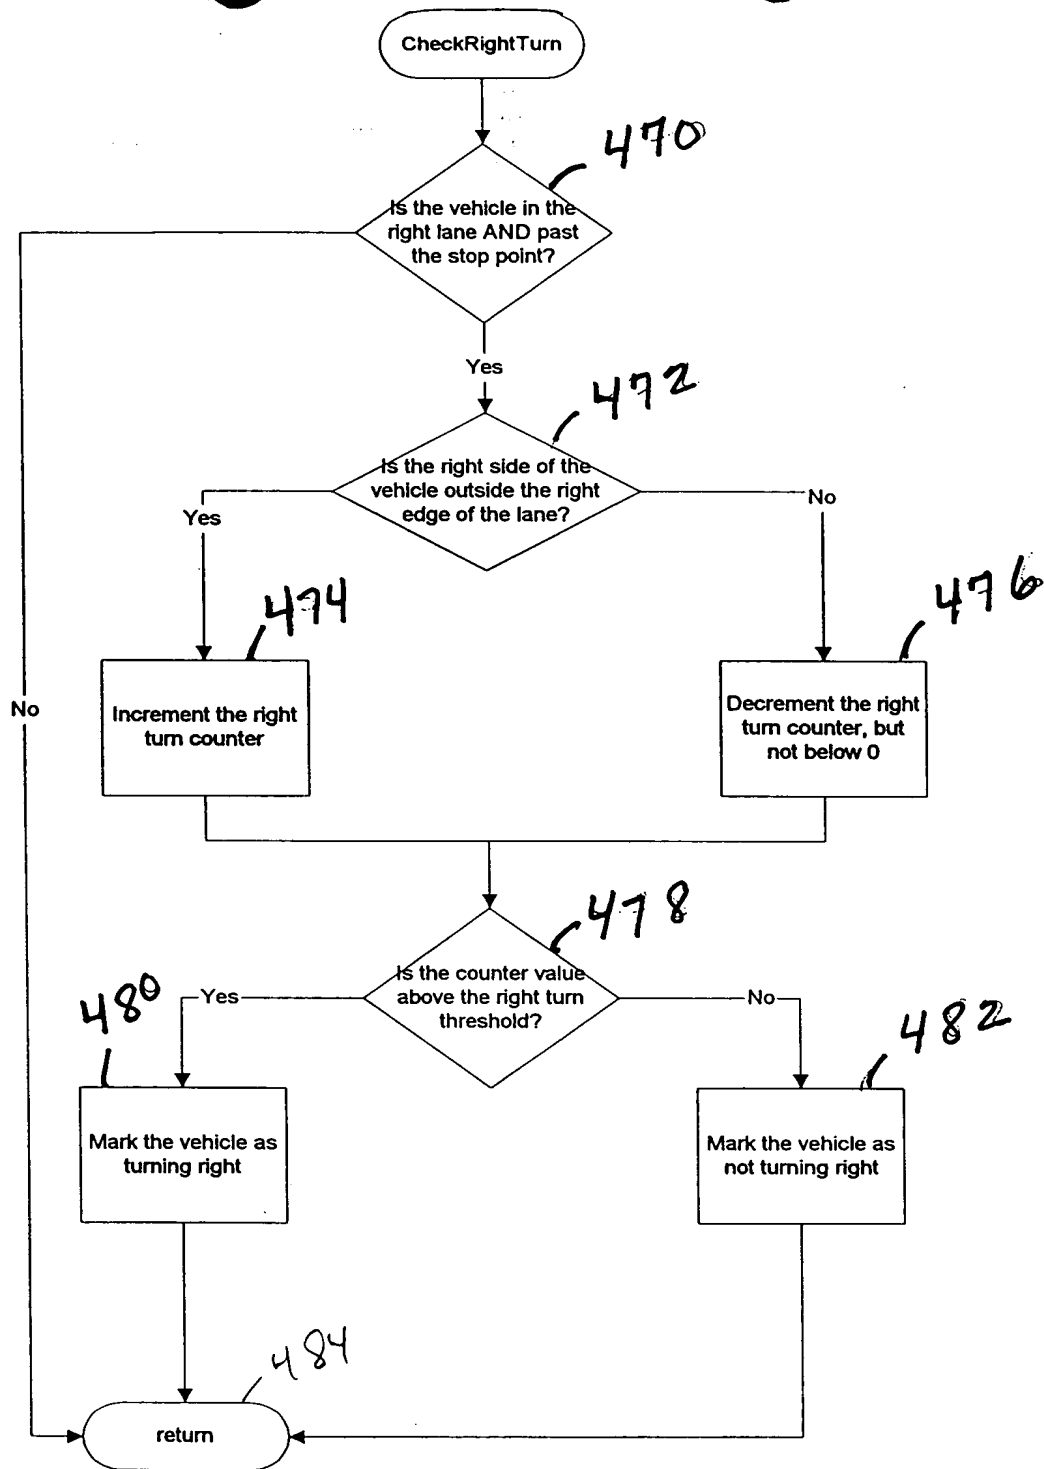 CheckRightTurn
470
Is the vehicle in the
right lane AND past
the stop point?
Yes
472
Is the right side of the
vehicle outside the right
edge of the lane?
Yes
No
474
476
No
Increment the right
turn counter
Decrement the right
turn counter, but
not below 0
478
Is the counter value
above the right turn
threshold?
Yes
No
480
482
Mark the vehicle as
turning right
Mark the vehicle as
not turning right
484
return